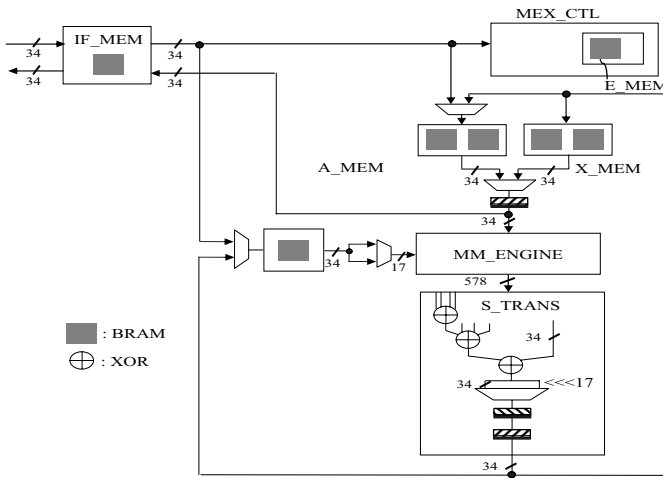 MEX_CTL
IF_MEM
34
34
34
34
E_MEM
A_MEM
34
34
X_MEM
34
34
17
MM_ENGINE
578
S_TRANS
34
: BRAM
: XOR
34
<<<17
34